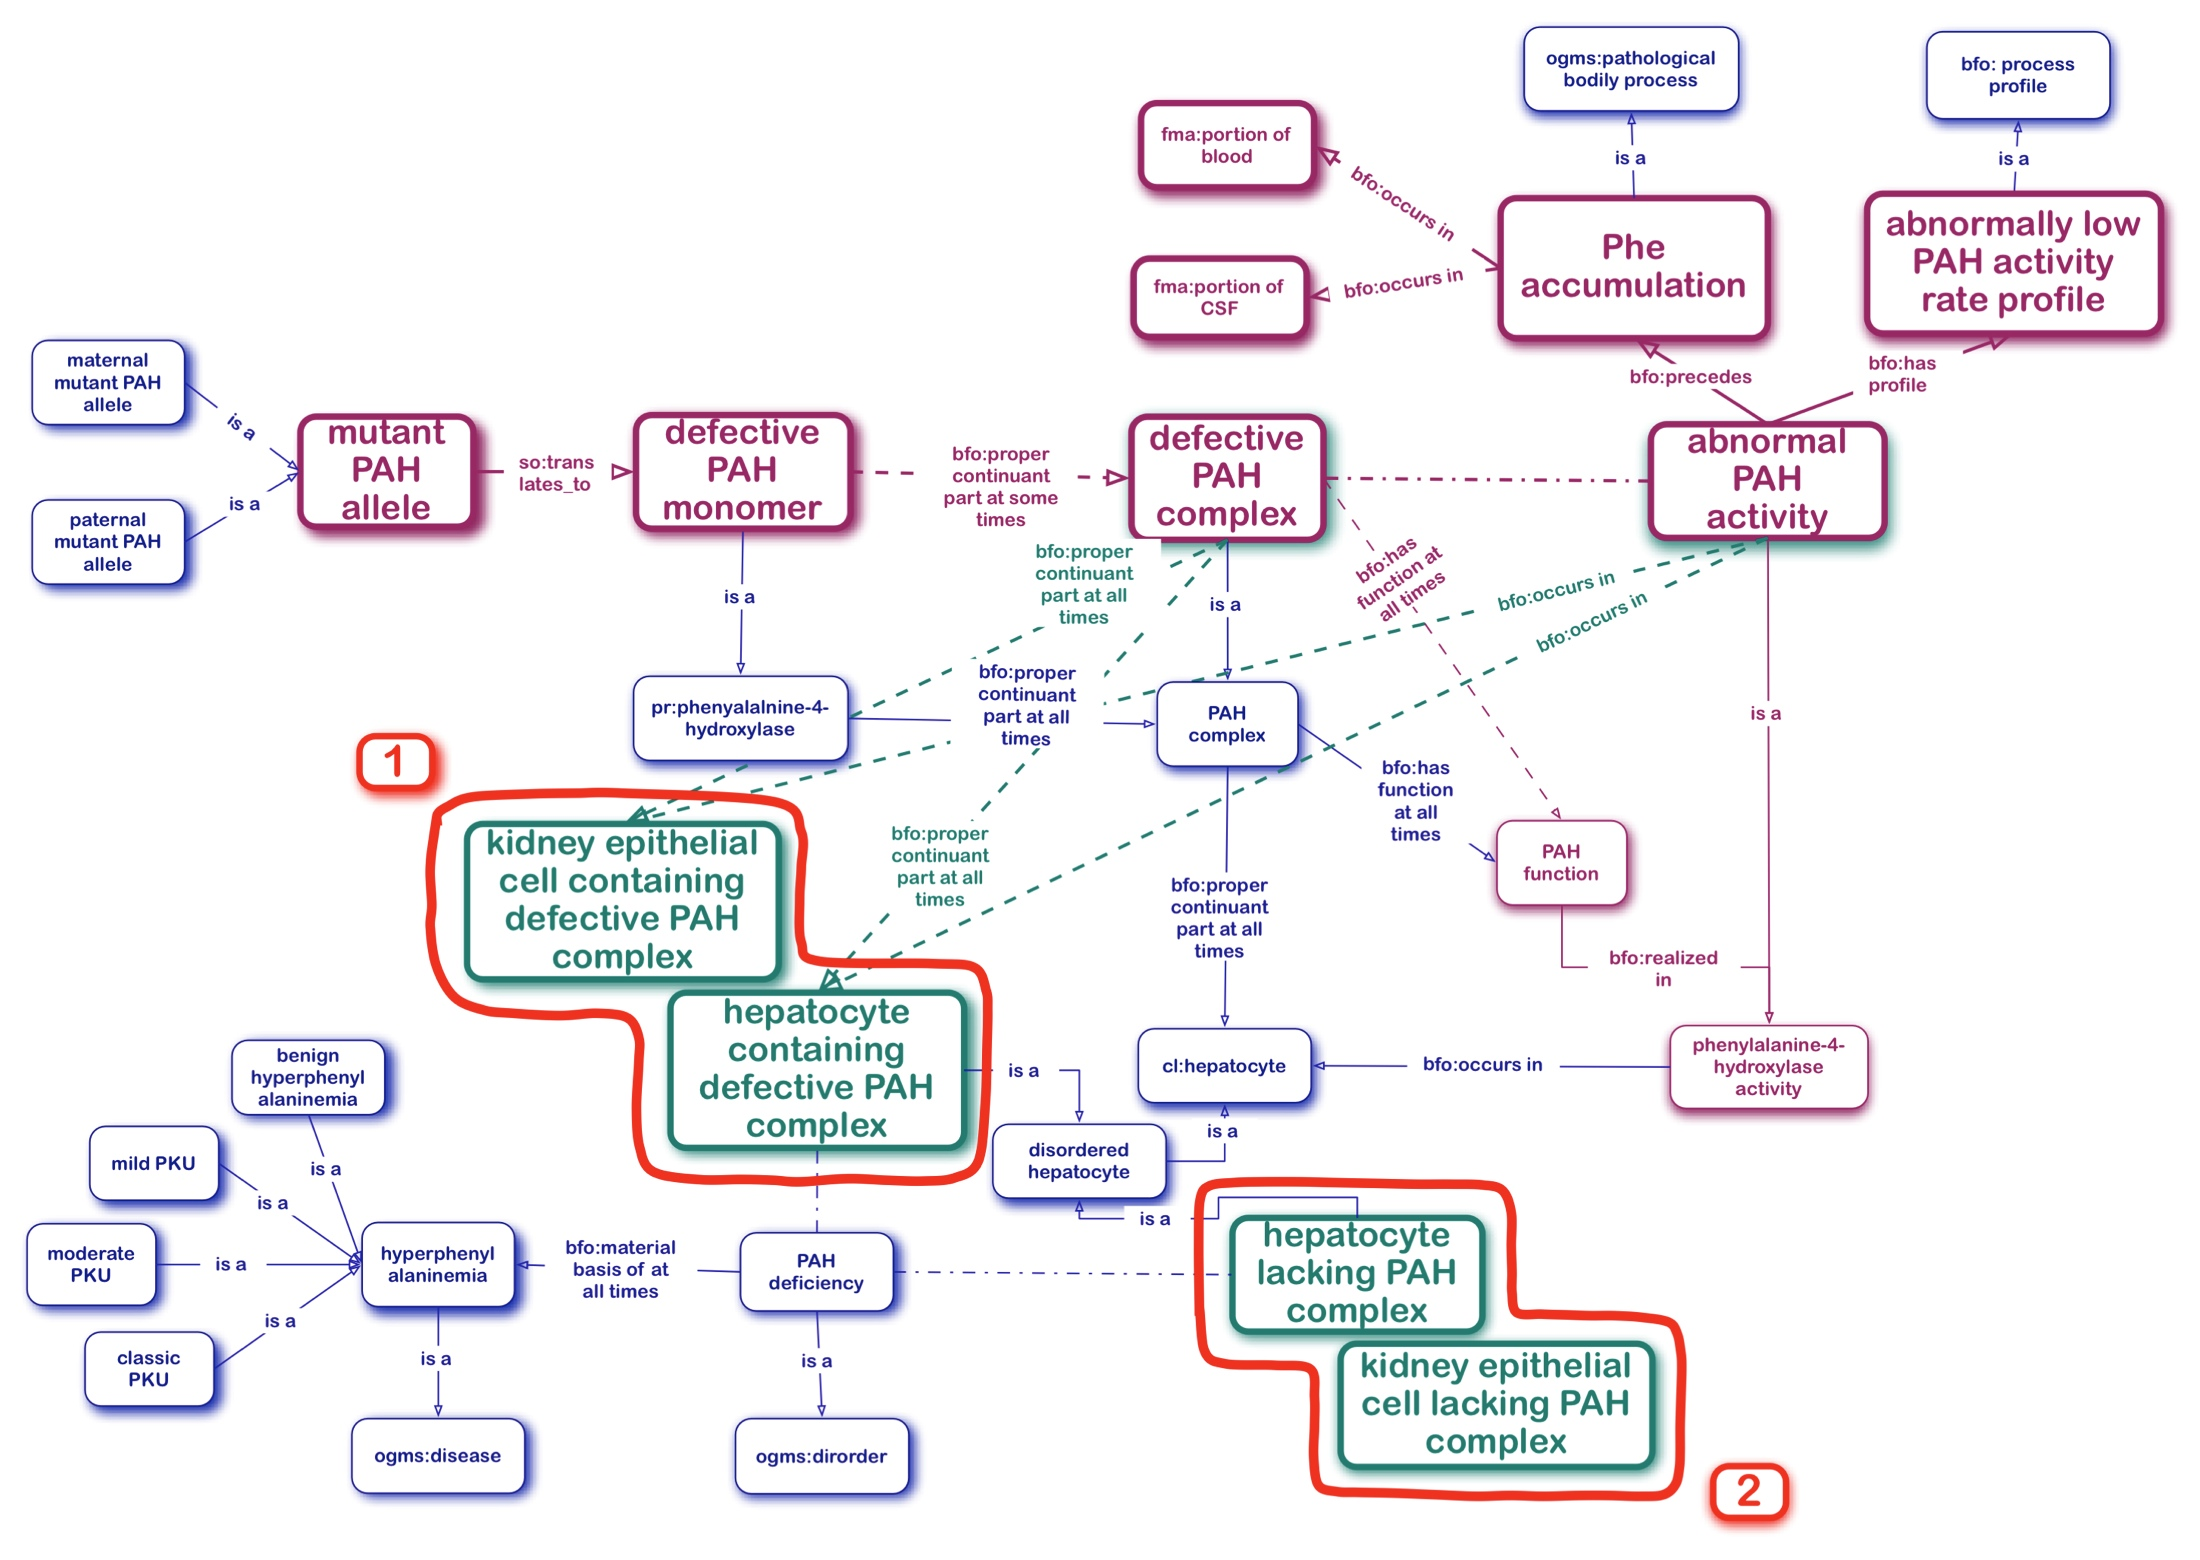 ogms:pathological
bodily process
bfo: process
profile
fma:portion of
blood
is a
is a
bfo:occurs in
Phe
accumulation
abnormally low
PAH activity
rate profile
fma:portion of
CSF
bfo:occurs in
maternal
mutant PAH
allele
bfo:precedes
bfo:has
profile
is a
mutant
PAH
allele
so:trans
lates_to
defective
PAH
monomer
bfo:proper
continuant
part at some
times
defective
PAH
complex
abnormal
PAH
activity
is a
paternal
mutant PAH
allele
bfo:proper
continuant
part at all
times
is a
is a
bfo:has
function at
all times
bfo:occurs in
bfo:occurs in
pr:phenyalalnine-4-
hydroxylase
bfo:proper
continuant
part at all
times
PAH
complex
is a
1
bfo:has
function
at all
times
kidney epithelial
cell containing
defective PAH
complex
bfo:proper
continuant
part at all
times
PAH
function
bfo:proper
continuant
part at all
times
bfo:realized
in
hepatocyte
containing
defective PAH
complex
is a
cl:hepatocyte
bfo:occurs in
phenylalanine-4-
hydroxylase
activity
benign
hyperphenyl
alaninemia
is a
disordered
hepatocyte
mild PKU
is a
is a
is a
moderate
PKU
is a
hyperphenyl
alaninemia
bfo:material
basis of at
all times
PAH
deficiency
hepatocyte
lacking PAH
complex
is a
classic
PKU
is a
is a
kidney epithelial
cell lacking PAH
complex
ogms:disease
ogms:dirorder
2